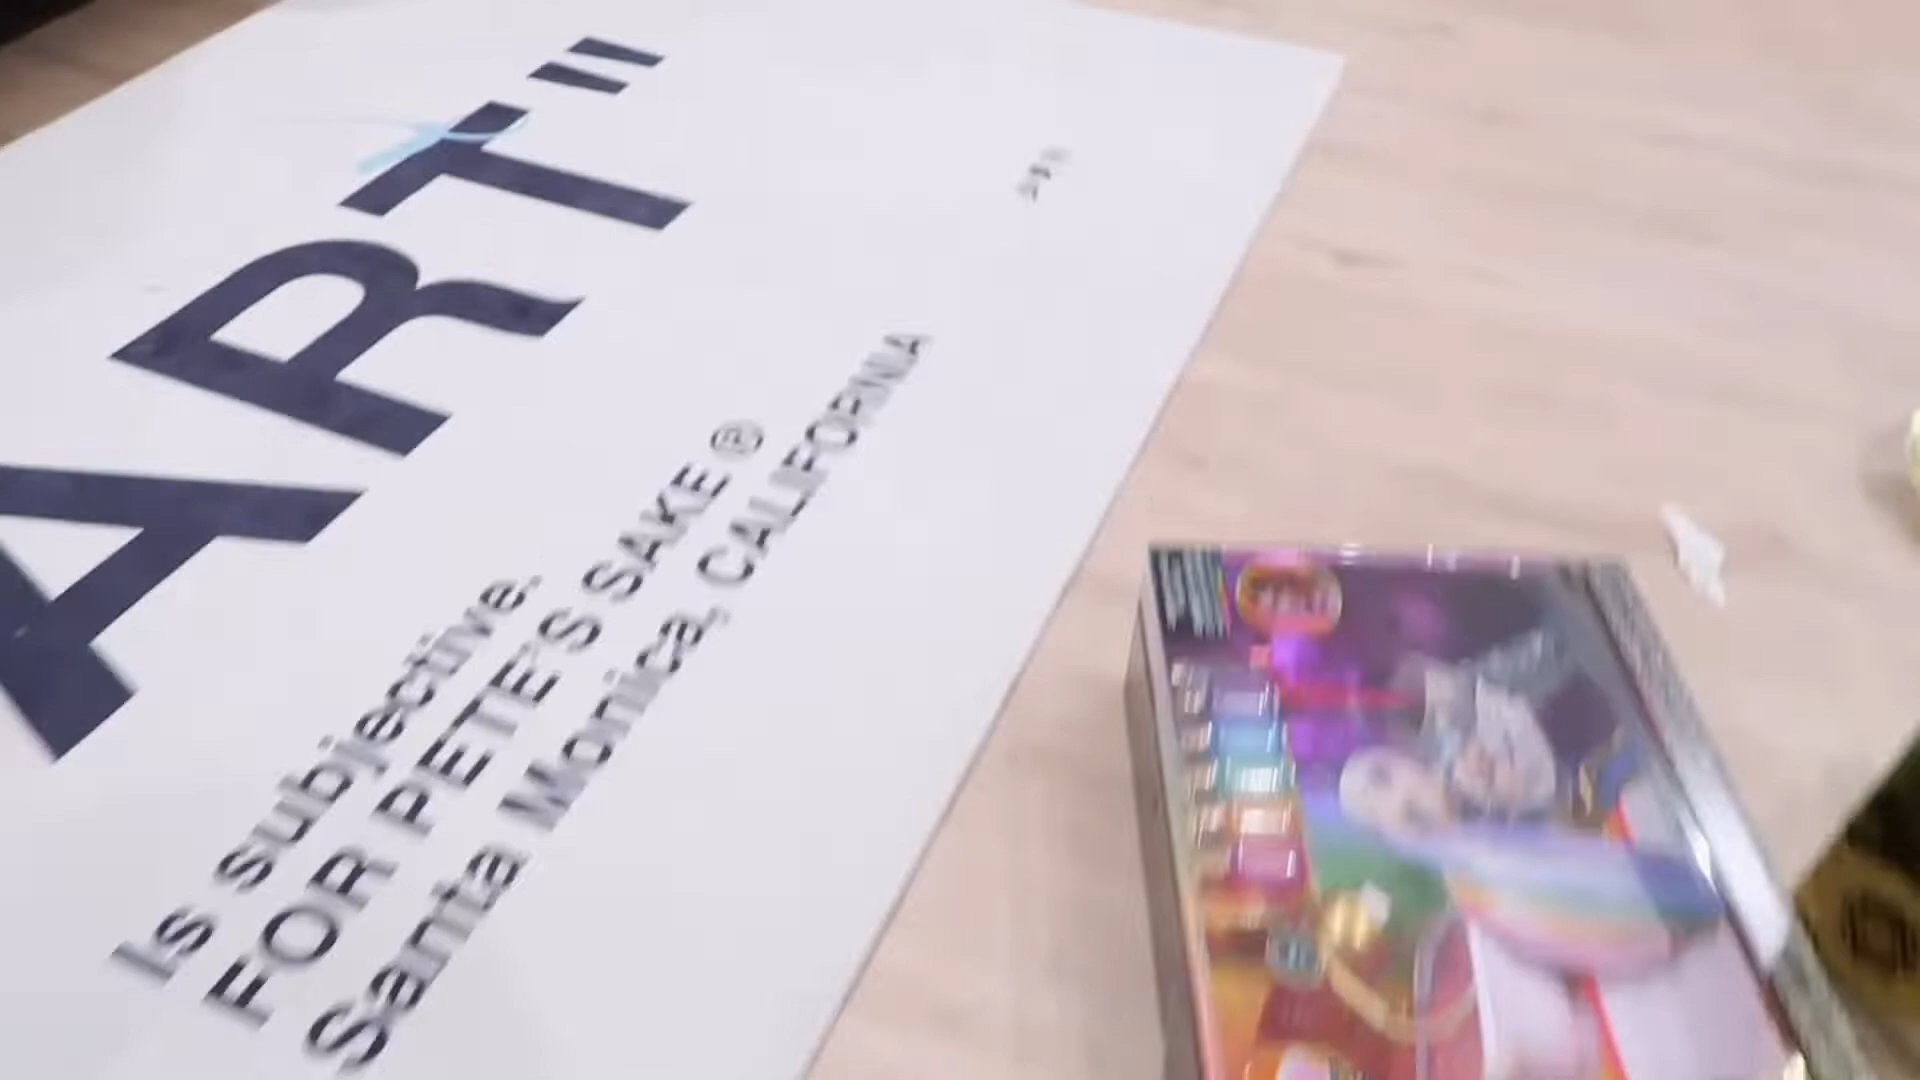 ART"
Is subjective.
FOR PETE'S SAKE ®
Santa Monica, CALIFORNIA